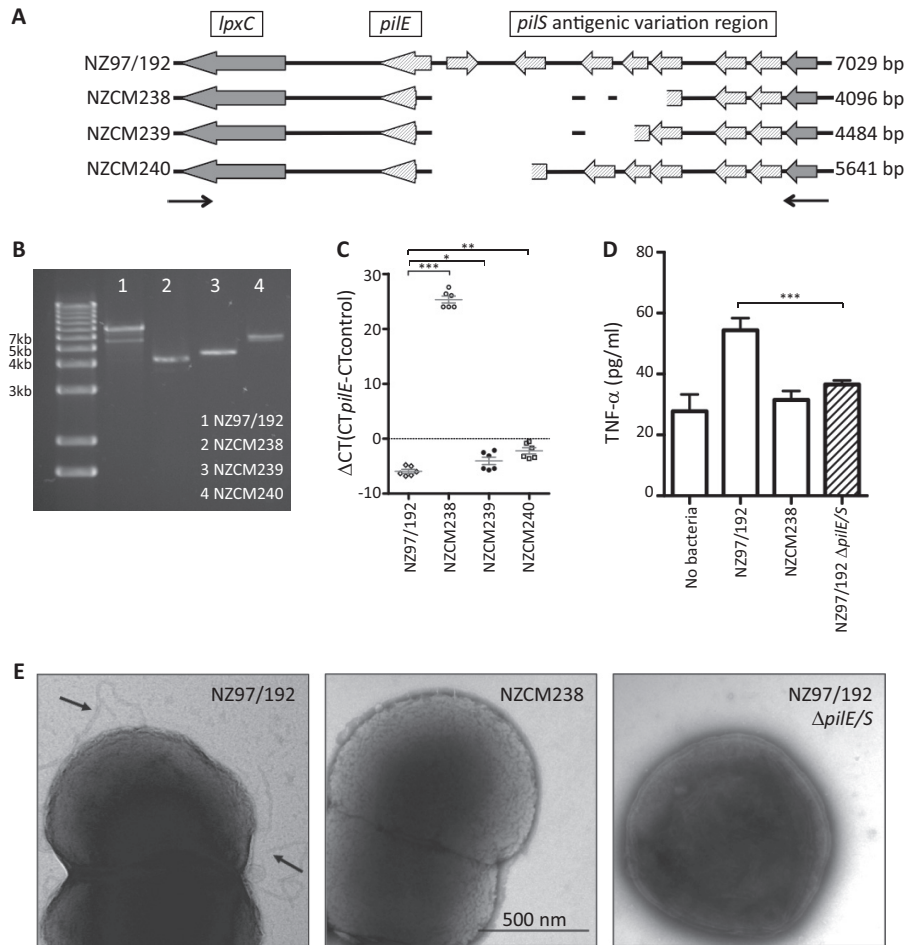 A
lpxC pilE pilS antigenic variation region
NZ97/192 7029 bp
NZCM238 4096 bp
NZCM239 4484 bp
NZCM240 5641 bp
B
1 2 3 4
7kb
5kb
4kb
3kb
1 NZ97/192
2 NZCM238
3 NZCM239
4 NZCM240
C
**
*
***
30
20
10
0
-10
ΔCT(CTpilE-CTcontrol)
NZ97/192
NZCM238
NZCM239
NZCM240
D
***
80
60
40
20
0
TNF-α (pg/ml)
No bacteria
NZ97/192
NZCM238
NZ97/192 ΔpilE/S
E
NZ97/192
NZCM238
500 nm
NZ97/192
ΔpilE/S